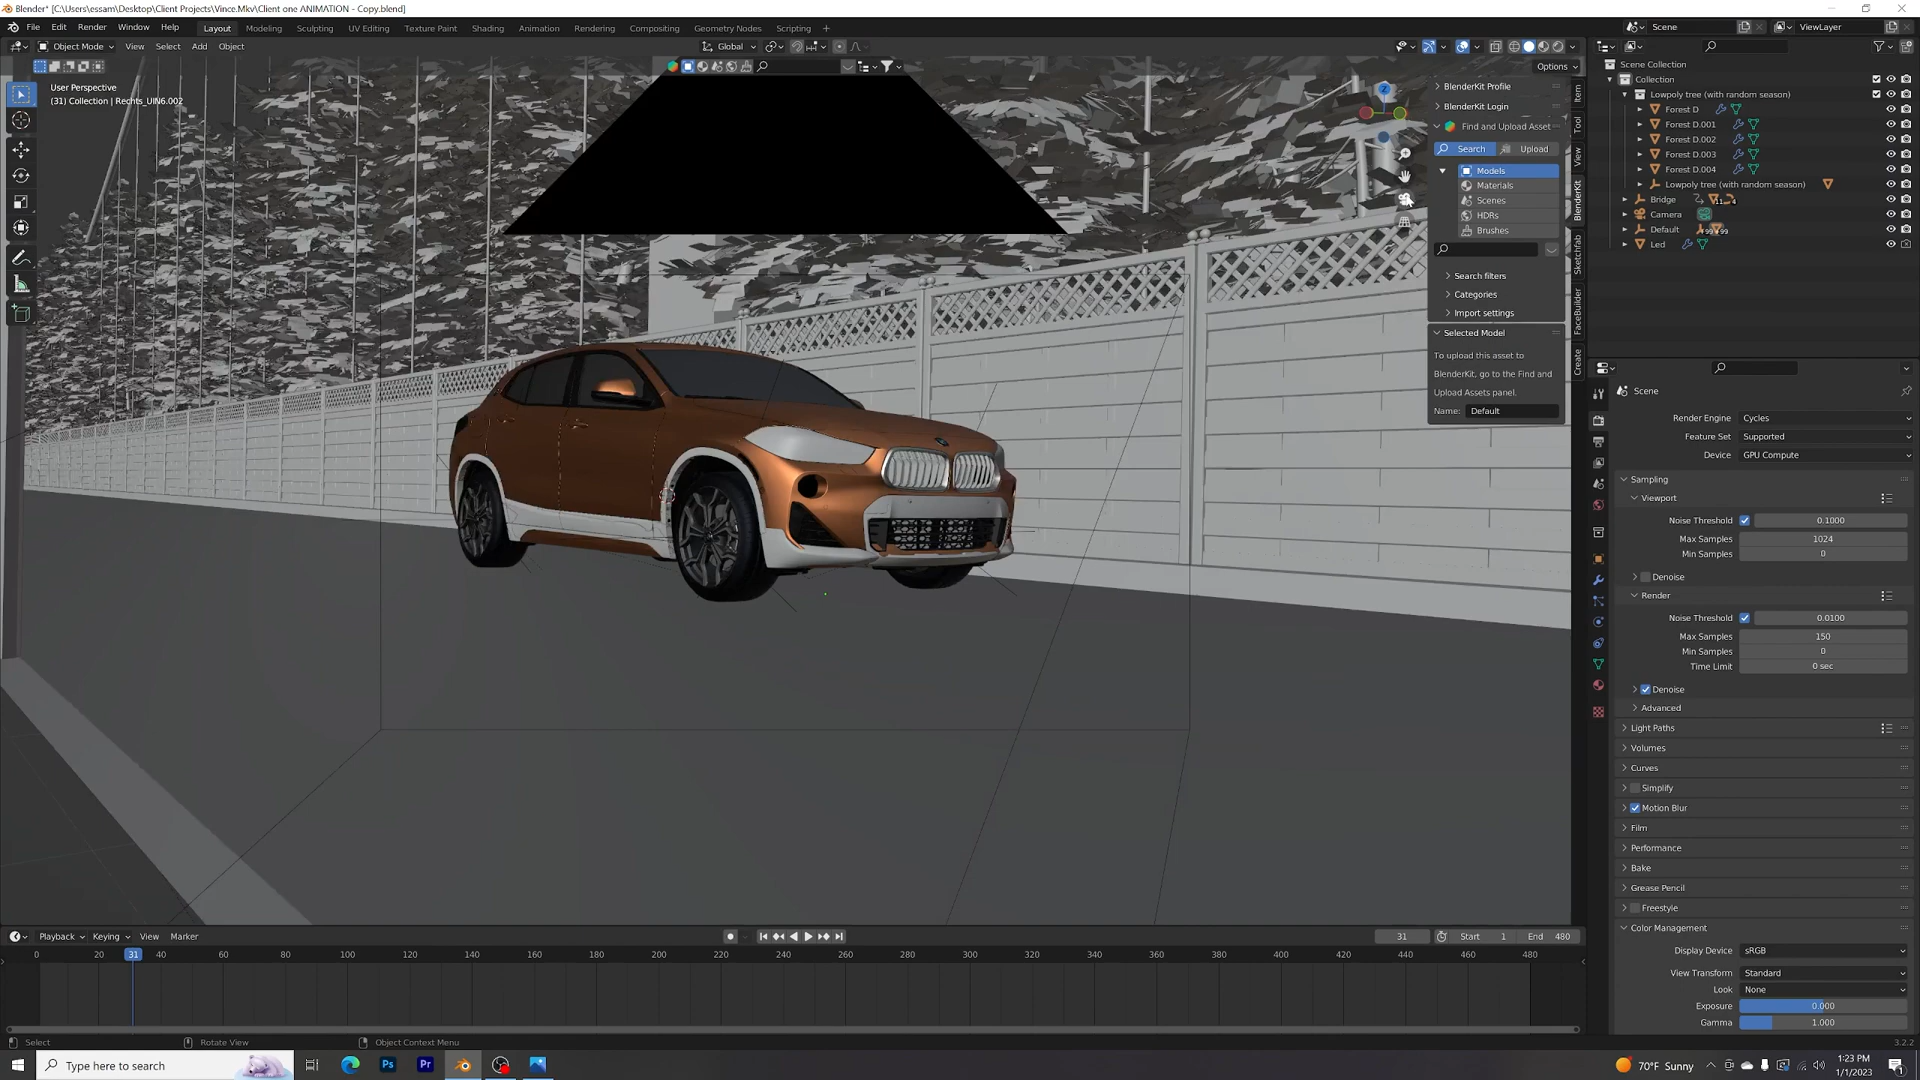 Blender* [C:\Users\essam\Desktop\Client Projects\Vince.Mkv\Client one ANIMATION - Copy.blend]
File Edit Render Window Help Layout Modeling Sculpting UV Editing Texture Paint Shading Animation Rendering Compositing Geometry Nodes Scripting + Scene ViewLayer
Object Mode View Select Add Object Global
Options
User Perspective
(31) Collection | Rechts_UIN6.002
BlenderKit Profile
BlenderKit Login
Find and Upload Asset
Search Upload
Models
Materials
Scenes
HDRs
Brushes
Search filters
Categories
Import settings
Selected Model
To upload this asset to
BlenderKit, go to the Find and
Upload Assets panel.
Name: Default
Item
Tool
View
BlenderKit
Sketchfab
FaceBuilder
Create
Z
Scene Collection
Collection
Lowpoly tree (with random season)
Forest D
Forest D.001
Forest D.002
Forest D.003
Forest D.004
Lowpoly tree (with random season)
Bridge
Camera
Default
Led
Scene
Render Engine Cycles
Feature Set Supported
Device GPU Compute
Sampling
Viewport
Noise Threshold 0.1000
Max Samples 1024
Min Samples 0
Denoise
Render
Noise Threshold 0.0100
Max Samples 150
Min Samples 0
Time Limit 0 sec
Denoise
Advanced
Light Paths
Volumes
Curves
Simplify
Motion Blur
Film
Performance
Bake
Grease Pencil
Freestyle
Color Management
Display Device sRGB
View Transform Standard
Look None
Exposure 0.000
Gamma 1.000
Playback Keying View Marker 31 Start 1 End 480
0 20 31 40 60 80 100 120 140 160 180 200 220 240 260 280 300 320 340 360 380 400 420 440 460 480
Select Rotate View Object Context Menu 3.2.2
Type here to search Ps Pr 70°F Sunny 1:23 PM
1/1/2023